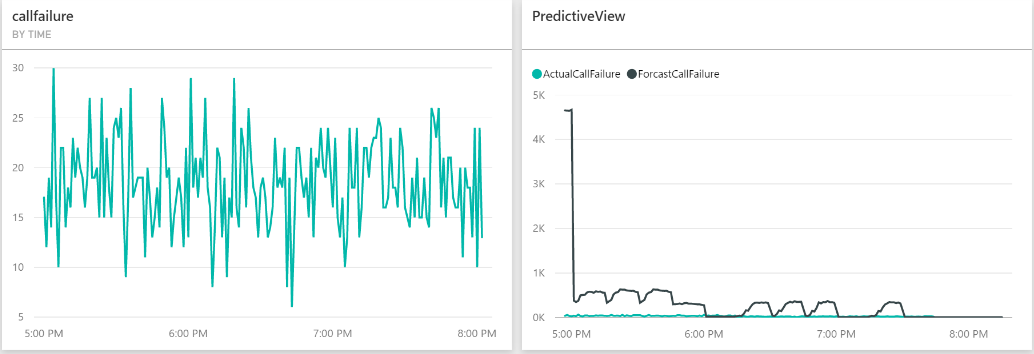 callfailure
BY TIME
30
25
20
15
10
5
5:00 PM 6:00 PM 7:00 PM 8:00 PM
PredictiveView
ActualCallFailure ForcastCallFailure
5K
4K
3K
2K
1K
0K
5:00 PM 6:00 PM 7:00 PM 8:00 PM